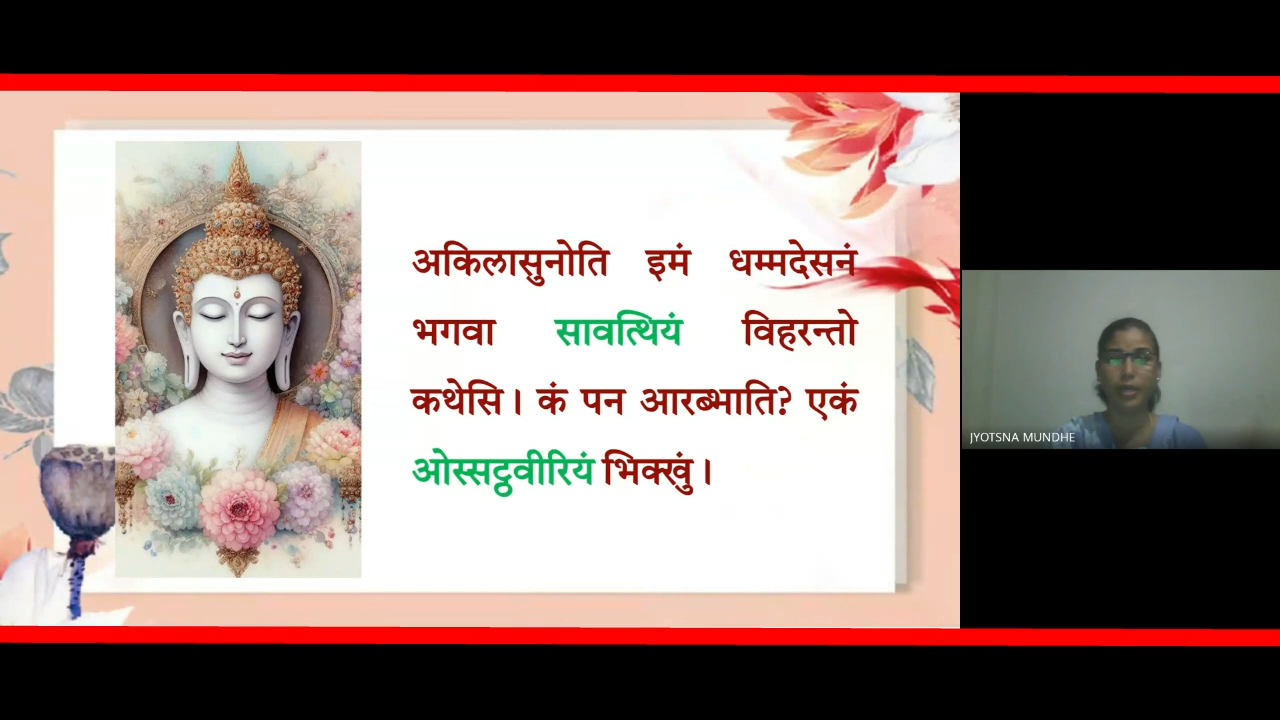 अकिलासुनोति इमं धम्मदेसनं
भगवा सावत्थियं विहरन्तो
कथेसि। कं पन आरब्भाति? एकं
ओस्सट्ठवीरियं भिक्खुं।
JYOTSNA MUNDHE